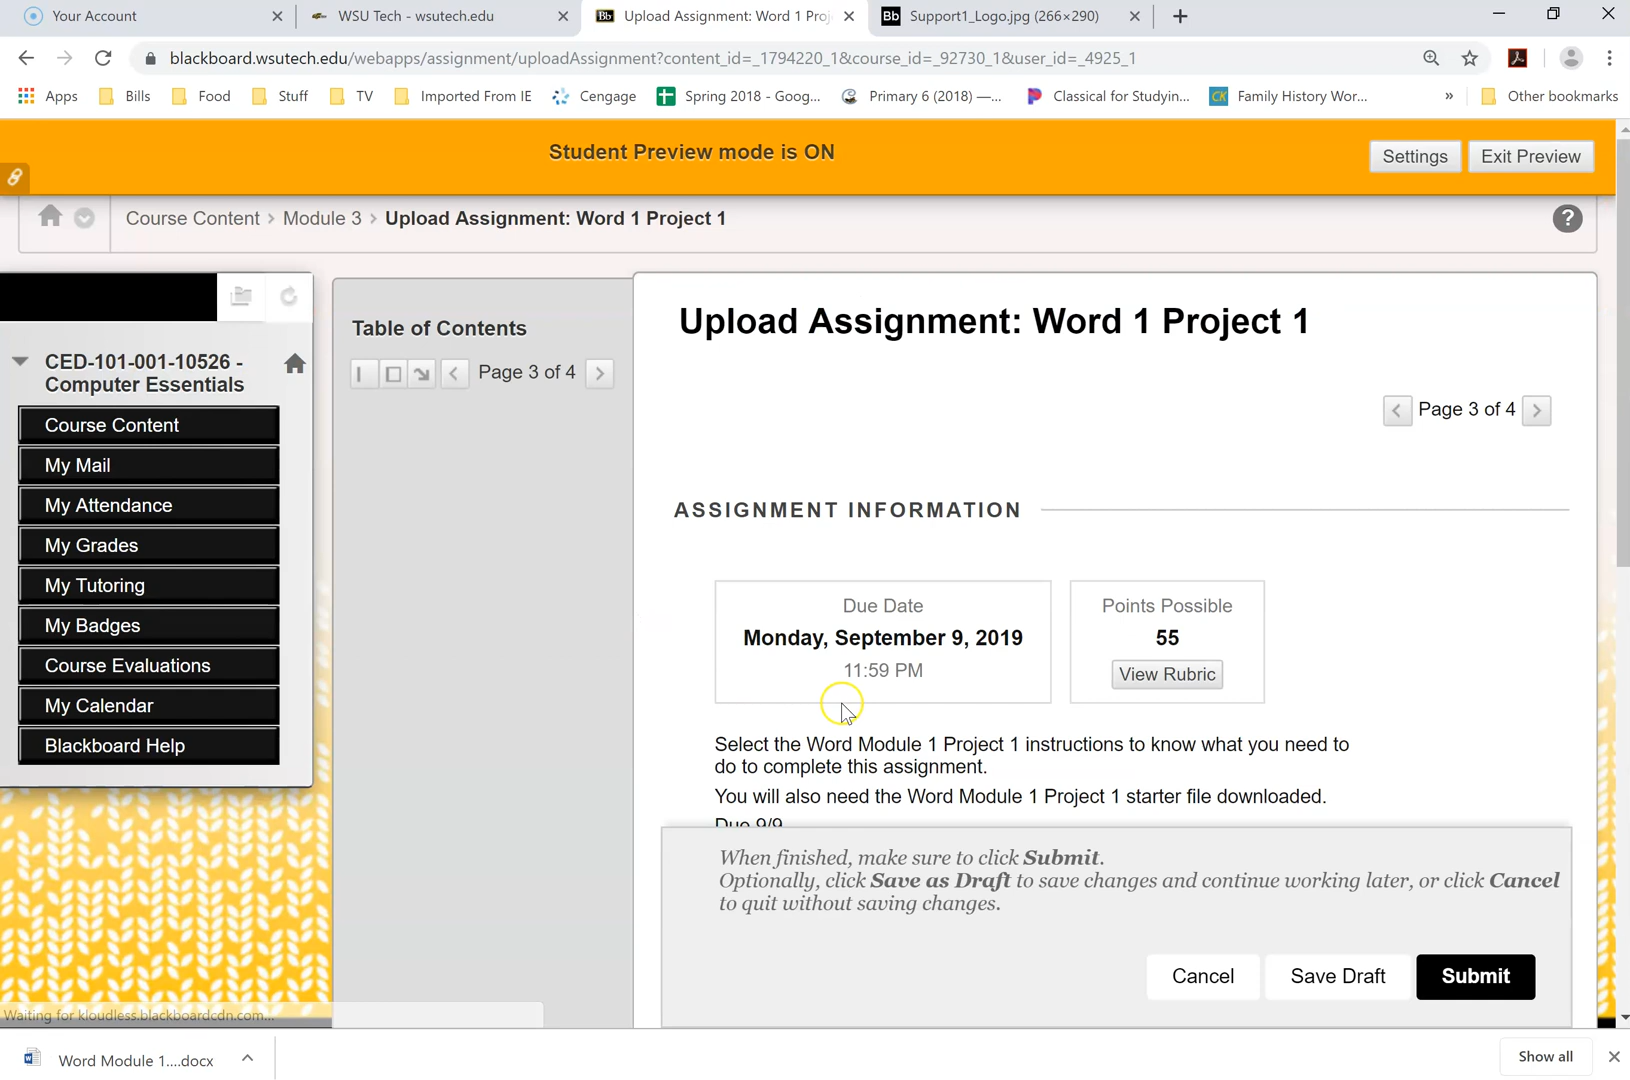 Your Account
WSU Tech - wsutech.edu
Bb Upload Assignment: Word 1 Proj
Bb Support1_Logo.jpg (266×290)
blackboard.wsutech.edu/webapps/assignment/uploadAssignment?content_id=_1794220_1&course_id=_92730_1&user_id=_4925_1
Apps Bills Food Stuff TV Imported From IE Cengage Spring 2018 - Goog... Primary 6 (2018) —... Classical for Studyin... CK Family History Wor... » Other bookmarks
Student Preview mode is ON
Settings Exit Preview
Course Content > Module 3 > Upload Assignment: Word 1 Project 1
?
CED-101-001-10526 -
Computer Essentials
Course Content
My Mail
My Attendance
My Grades
My Tutoring
My Badges
Course Evaluations
My Calendar
Blackboard Help
Table of Contents
Page 3 of 4
Upload Assignment: Word 1 Project 1
Page 3 of 4
ASSIGNMENT INFORMATION
Due Date
Monday, September 9, 2019
11:59 PM
Points Possible
55
View Rubric
Select the Word Module 1 Project 1 instructions to know what you need to
do to complete this assignment.
You will also need the Word Module 1 Project 1 starter file downloaded.
Due 9/9
When finished, make sure to click Submit.
Optionally, click Save as Draft to save changes and continue working later, or click Cancel
to quit without saving changes.
Cancel Save Draft Submit
Waiting for kloudless.blackboardcdn.com...
Word Module 1....docx
Show all